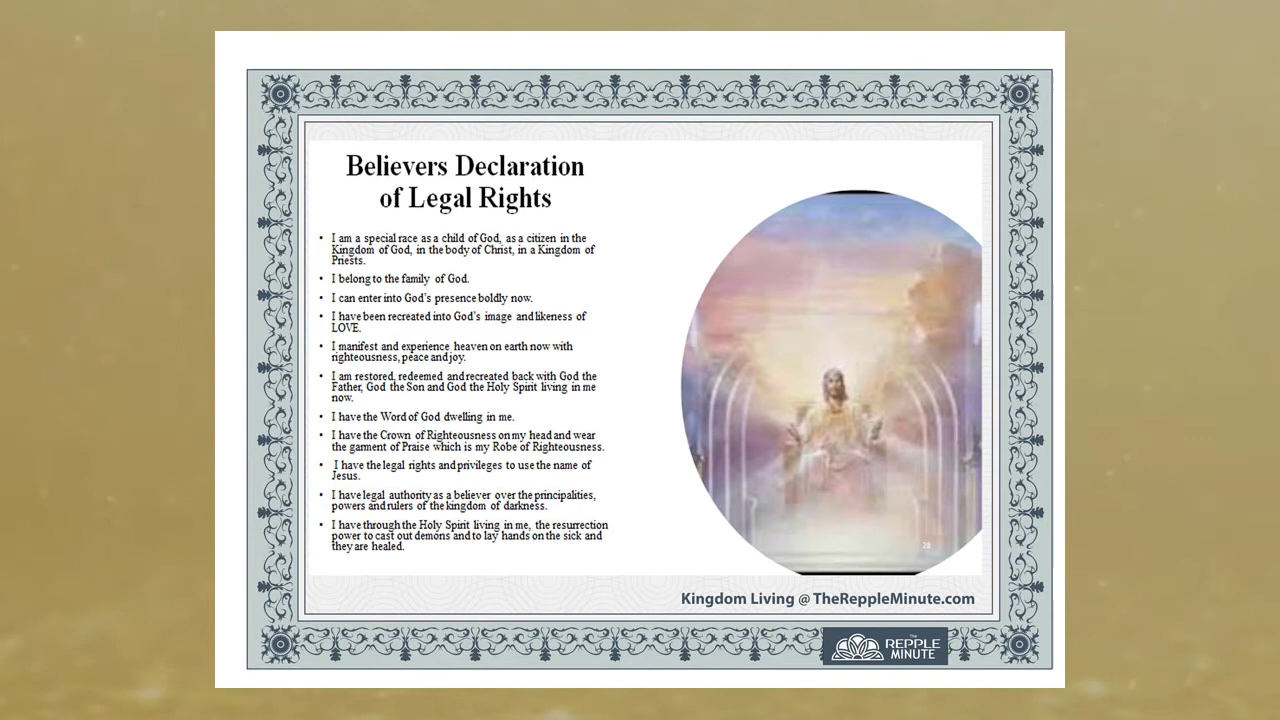 Believers Declaration
of Legal Rights
• I am a special race as a child of God, as a citizen in the
Kingdom of God, in the body of Christ, in a Kingdom of
Priests.
• I belong to the family of God.
• I can enter into God's presence boldly now.
• I have been recreated into God's image and likeness of
LOVE.
• I manifest and experience heaven on earth now with
righteousness, peace and joy.
• I am restored, redeemed and recreated back with God the
Father, God the Son and God the Holy Spirit living in me
now.
• I have the Word of God dwelling in me.
• I have the Crown of Righteousness on my head and wear
the garment of Praise which is my Robe of Righteousness.
• I have the legal rights and privileges to use the name of
Jesus.
• I have legal authority as a believer over the principalities,
powers and rulers of the kingdom of darkness.
• I have through the Holy Spirit living in me, the resurrection
power to cast out demons and to lay hands on the sick and
they are healed.
28
Kingdom Living @ TheReppleMinute.com
The
REPPLE
MINUTE